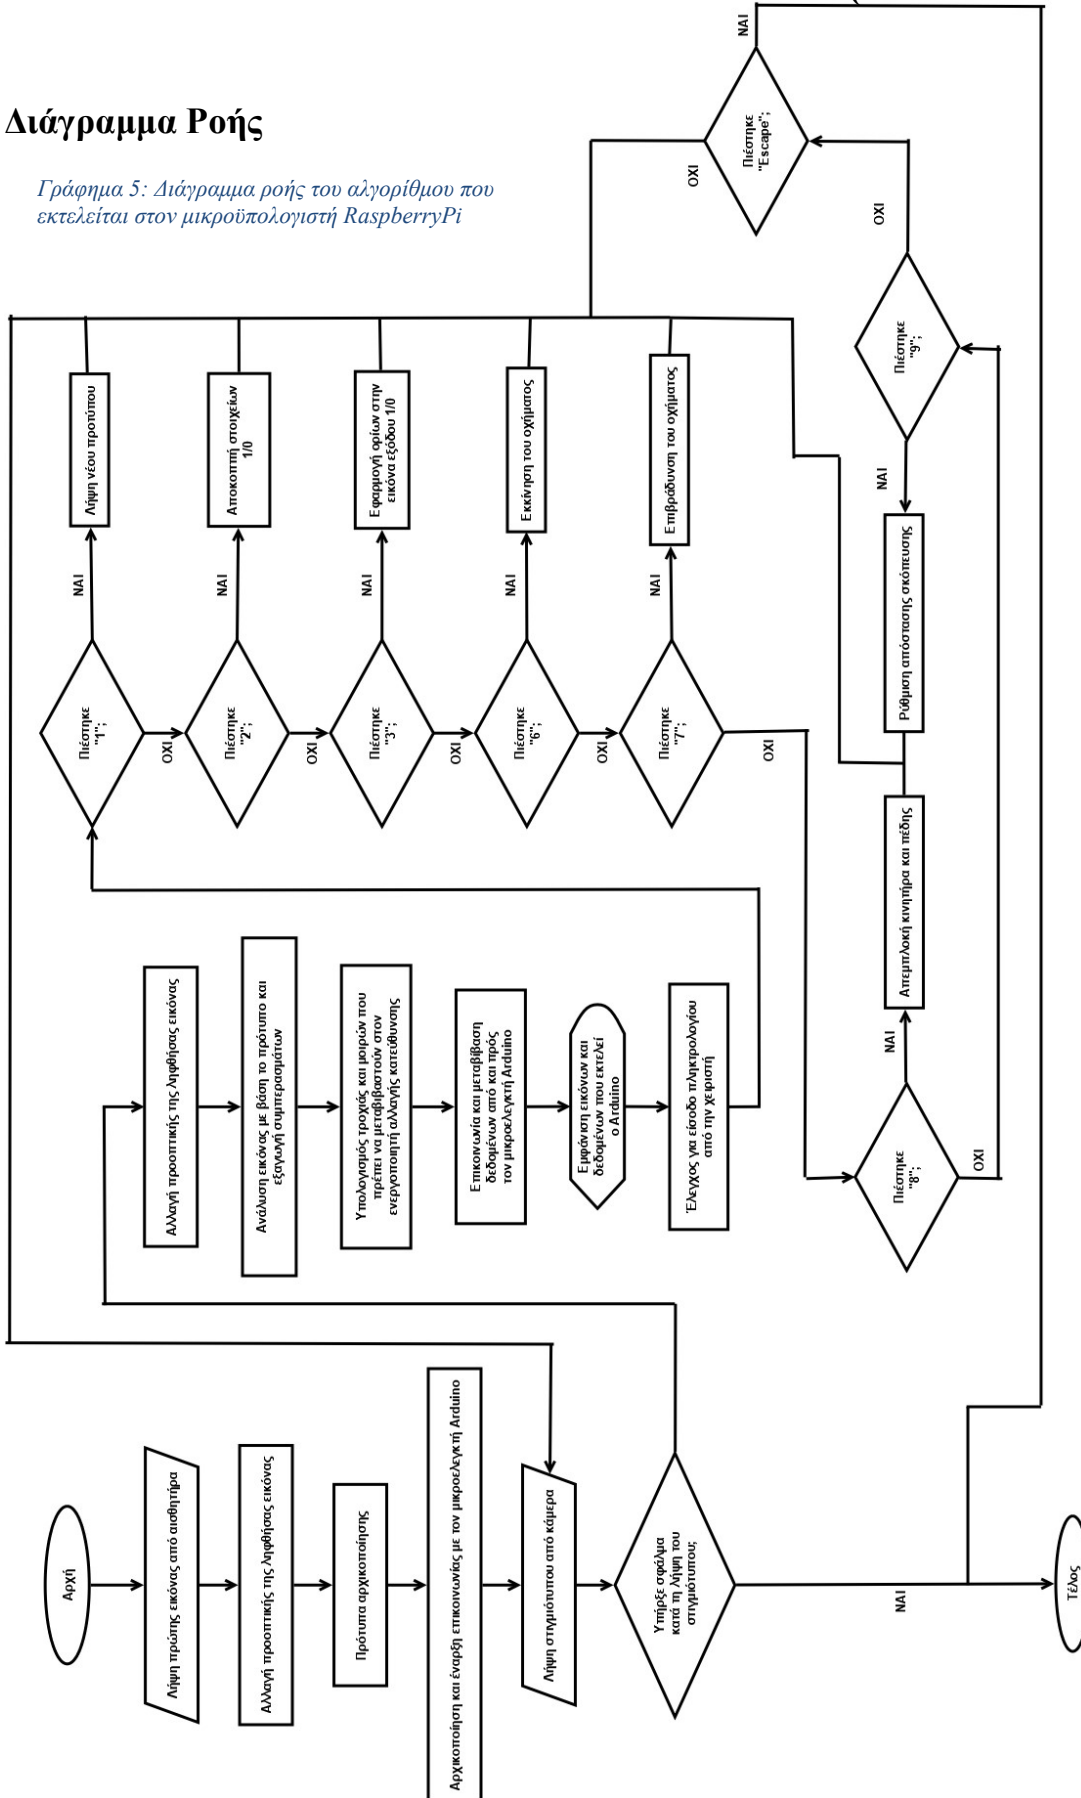 Διάγραμμα Ροής
Γράφημα 5: Διάγραμμα ροής του αλγορίθμου που
εκτελείται στον μικροϋπολογιστή RaspberryPi
Αρχή
Λήψη πρώτης εικόνας από αισθητήρα
Αλλαγή προοπτικής της ληφθήσας εικόνας
Πρότυπα αρχικοποίησης
Αρχικοποίηση και έναρξη επικοινωνίας με τον μικροελεγκτή Arduino
Λήψη στιγμιότυπου από κάμερα
Υπήρξε σφάλμα
κατά τη λήψη του
στιγμιότυπου;
ΝΑΙ
Τέλος
Αλλαγή προοπτικής της ληφθήσας εικόνας
Ανάλυση εικόνας με βάση το πρότυπο και
εξαγωγή συμπερασμάτων
Υπολογισμός τροχιάς και μοιρών που
πρέπει να μεταβιβαστούν στον
ενεργοποιητή αλλαγής κατεύθυνσης
Επικοινωνία και μεταβίβαση
δεδομένων από και πρός
τον μικροελεγκτή Arduino
Εμφάνιση εικόνων και
δεδομένων που εκτελεί
ο Arduino
Έλεγχος για είσοδο πληκτρολογίου
από την χειριστή
Πιέστηκε
"1";
ΝΑΙ
Λήψη νέου προτύπου
ΟΧΙ
Πιέστηκε
"2";
ΝΑΙ
Αποκοπτή στοιχείων
1/0
ΟΧΙ
Πιέστηκε
"3";
ΝΑΙ
Εφαρμογή ορίων στην
εικόνα εξόδου 1/0
ΟΧΙ
Πιέστηκε
"6";
ΝΑΙ
Εκκίνηση του οχήματος
ΟΧΙ
Πιέστηκε
"7";
ΝΑΙ
Επιβράδυνση του οχήματος
ΟΧΙ
Πιέστηκε
"8";
ΝΑΙ
Απεμπλοκή κινητήρα και πέδης
ΟΧΙ
Πιέστηκε
"9";
ΝΑΙ
Ρύθμιση απόστασης σκόπευσης
ΟΧΙ
Πιέστηκε
"Escape";
ΟΧΙ
ΝΑΙ